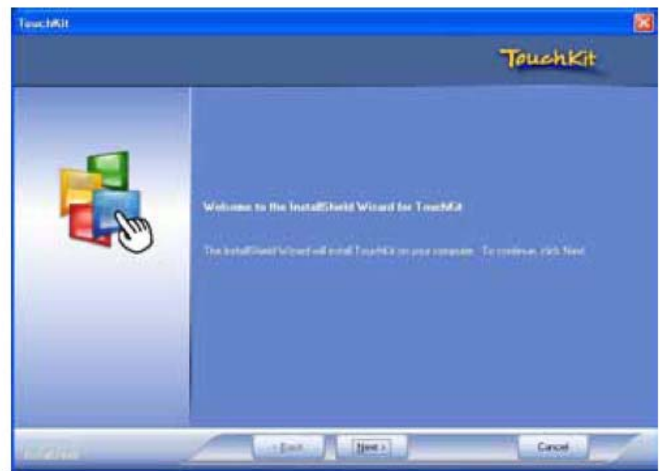 TouchKit
TouchKit
Welcome to the InstallShield Wizard for TouchKit
The InstallShield Wizard will install TouchKit on your computer. To continue, click Next.
< Back
Next >
Cancel